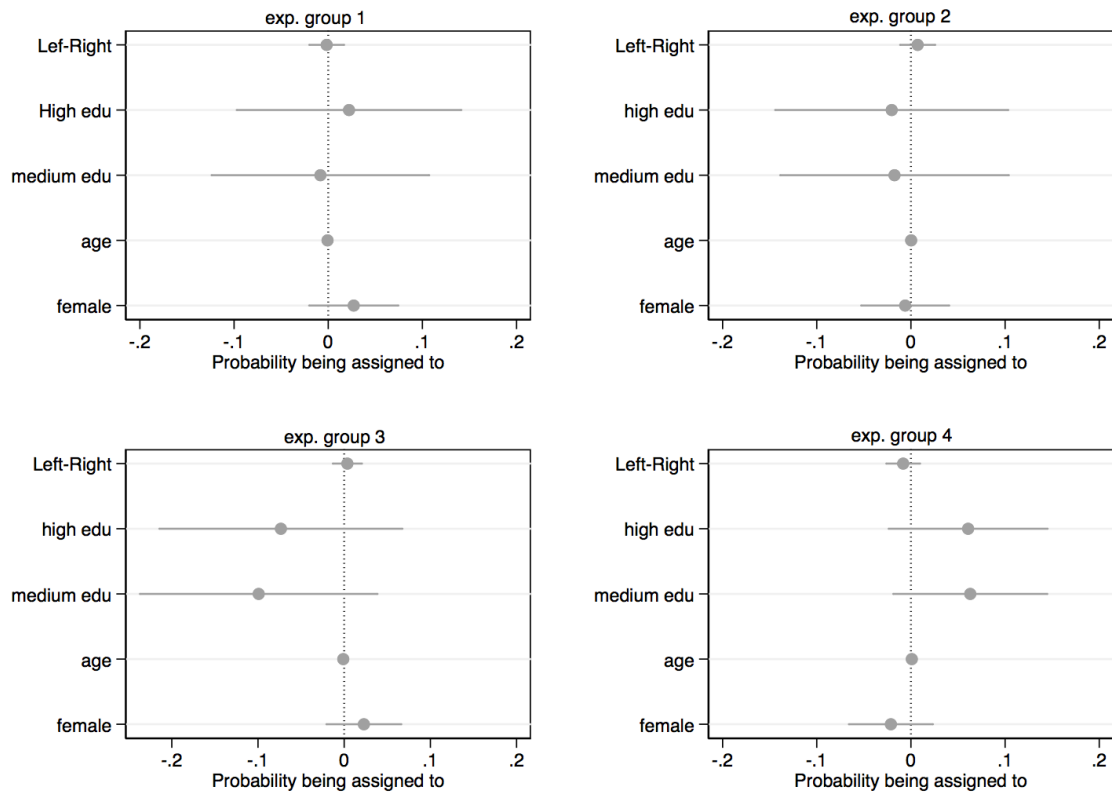 exp. group 1
Lef-Right
High edu
medium edu
age
female
-.2 -.1 0 .1 .2
Probability being assigned to
exp. group 2
Left-Right
high edu
medium edu
age
female
-.2 -.1 0 .1 .2
Probability being assigned to
exp. group 3
Left-Right
high edu
medium edu
age
female
-.2 -.1 0 .1 .2
Probability being assigned to
exp. group 4
Left-Right
high edu
medium edu
age
female
-.2 -.1 0 .1 .2
Probability being assigned to